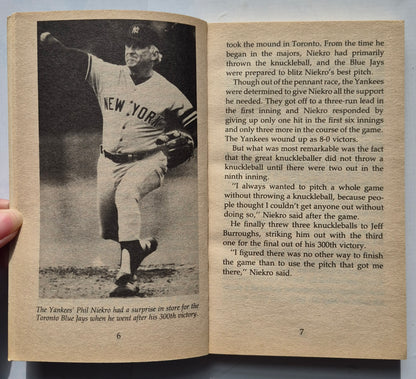 NEW YORK
The Yankees' Phil Niekro had a surprise in store for the
Toronto Blue Jays when he went after his 300th victory.
6
took the mound in Toronto. From the time he
began in the majors, Niekro had primarily
thrown the knuckleball, and the Blue Jays
were prepared to blitz Niekro's best pitch.
Though out of the pennant race, the Yankees
were determined to give Niekro all the support
he needed. They got off to a three-run lead in
the first inning and Niekro responded by
giving up only one hit in the first six innings
and only three more in the course of the game.
The Yankees wound up as 8-0 victors.
But what was most remarkable was the fact
that the great knuckleballer did not throw a
knuckleball until there were two out in the
ninth inning.
"I always wanted to pitch a whole game
without throwing a knuckleball, because
people thought I couldn't get anyone out without
doing so," Niekro said after the game.
He finally threw three knuckleballs to Jeff
Burroughs, striking him out with the third
one for the final out of his 300th victory.
"I figured there was no other way to finish
the game than to use the pitch that got me
there," Niekro said.
7